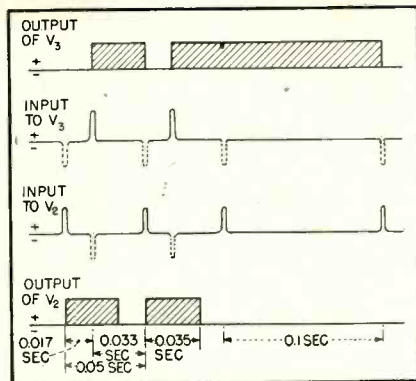 OUTPUT
OF V3
+
−
INPUT
TO V3
+
−
INPUT
TO V2
+
−
OUTPUT
OF V2
+
−
0.017
SEC
0.033
SEC
0.035
SEC
0.1 SEC
0.05 SEC